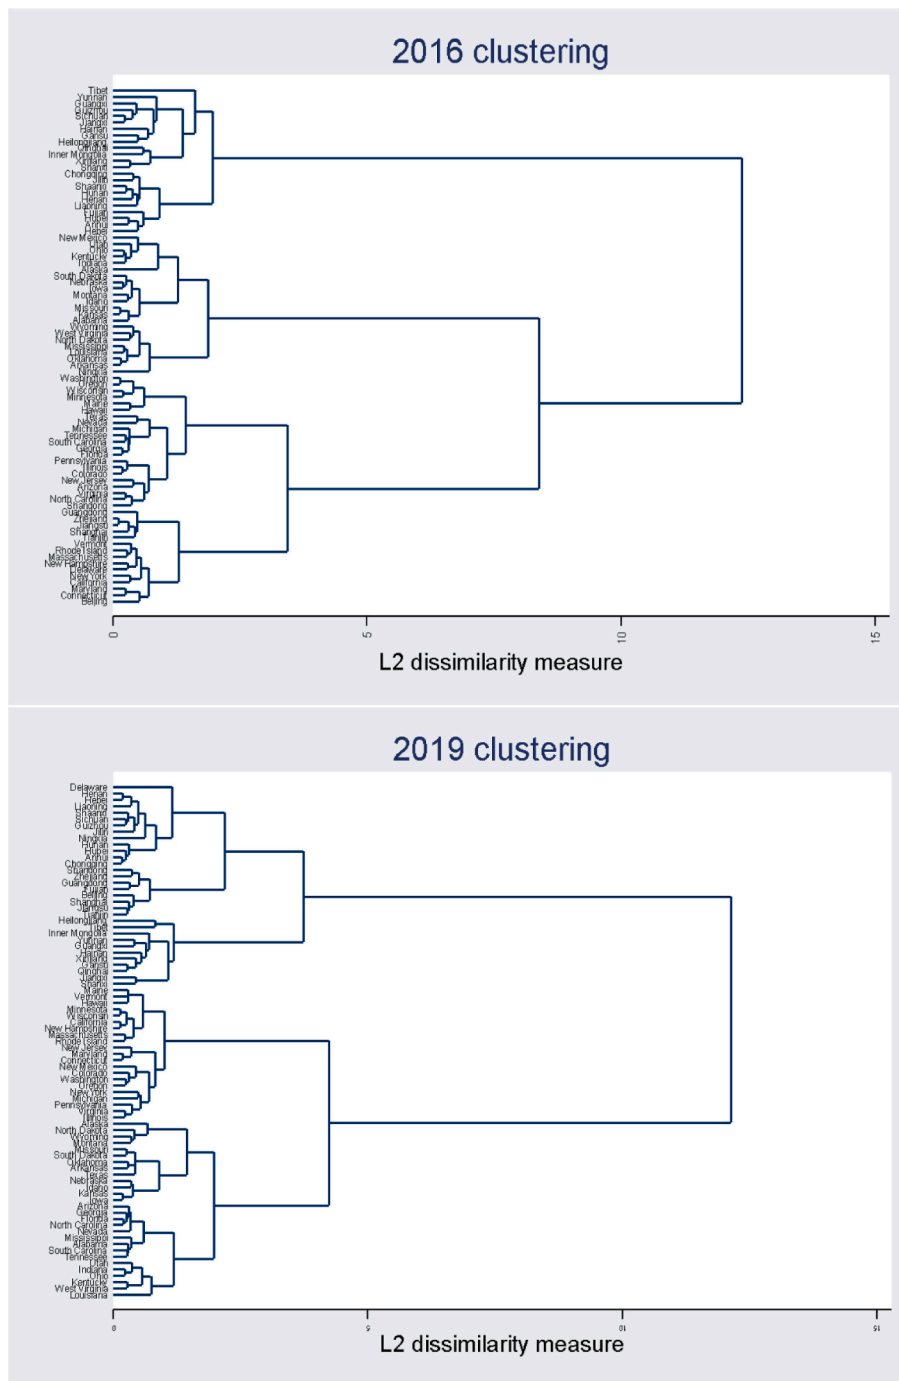 2016 clustering
Tibet
Yunnan
Guangxi
Guizhou
Sichuan
Jiangxi
Hainan
Gansu
Heilongjiang
Qinghai
Inner Mongolia
Xinjiang
Shanxi
Chongqing
Jilin
Shaanxi
Hunan
Henan
Liaoning
Fujian
Hubei
Anhui
Hebei
New Mexico
Utah
Ohio
Kentucky
Indiana
Alaska
South Dakota
Nebraska
Iowa
Montana
Idaho
Missouri
Kansas
Alabama
Wyoming
West Virginia
North Dakota
Mississippi
Louisiana
Oklahoma
Arkansas
Ningxia
Washington
Oregon
Wisconsin
Minnesota
Maine
Hawaii
Texas
Nevada
Michigan
Tennessee
South Carolina
Georgia
Florida
Pennsylvania
Illinois
Colorado
New Jersey
Arizona
Virginia
North Carolina
Shandong
Guangdong
Zhejiang
Jiangsu
Shanghai
Tianjin
Vermont
Rhode Island
Massachusetts
New Hampshire
Delaware
New York
California
Maryland
Connecticut
Beijing
0 5 10 15
L2 dissimilarity measure
2019 clustering
Delaware
Henan
Hebei
Liaoning
Shaanxi
Sichuan
Guizhou
Jilin
Ningxia
Hunan
Hubei
Anhui
Chongqing
Shandong
Zhejiang
Guangdong
Fujian
Beijing
Shanghai
Jiangsu
Tianjin
Heilongjiang
Tibet
Inner Mongolia
Yunnan
Guangxi
Hainan
Xinjiang
Gansu
Qinghai
Jiangxi
Shanxi
Maine
Vermont
Hawaii
Minnesota
Wisconsin
California
New Hampshire
Massachusetts
Rhode Island
New Jersey
Maryland
Connecticut
New Mexico
Colorado
Washington
Oregon
New York
Michigan
Pennsylvania
Virginia
Illinois
Alaska
North Dakota
Wyoming
Montana
Missouri
South Dakota
Oklahoma
Arkansas
Texas
Nebraska
Idaho
Kansas
Iowa
Arizona
Georgia
Florida
North Carolina
Nevada
Mississippi
Alabama
South Carolina
Tennessee
Utah
Indiana
Ohio
Kentucky
West Virginia
Louisiana
0 5 10 15
L2 dissimilarity measure